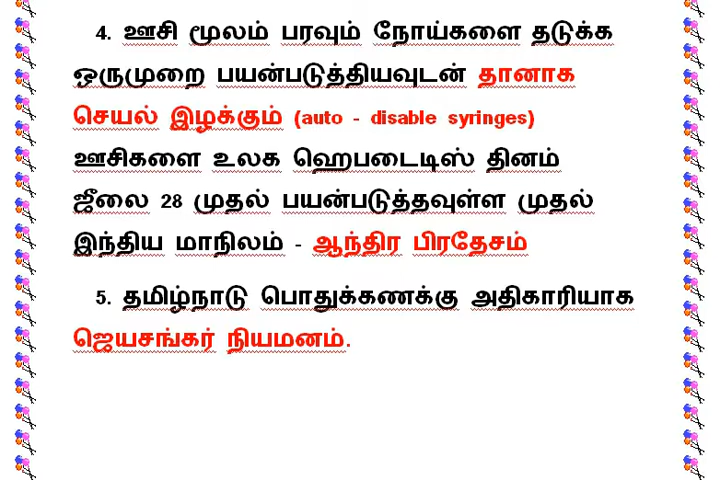 4. ஊசி மூலம் பரவும் நோய்களை தடுக்க
ஒருமுறை பயன்படுத்தியவுடன் தானாக
செயல் இழக்கும் (auto - disable syringes)
ஊசிகளை உலக ஹெபடைடிஸ் தினம்
ஜீலை 28 முதல் பயன்படுத்தவுள்ள முதல்
இந்திய மாநிலம் - ஆந்திர பிரதேசம்
5. தமிழ்நாடு பொதுக்கணக்கு அதிகாரியாக
ஜெயசங்கர் நியமனம்.